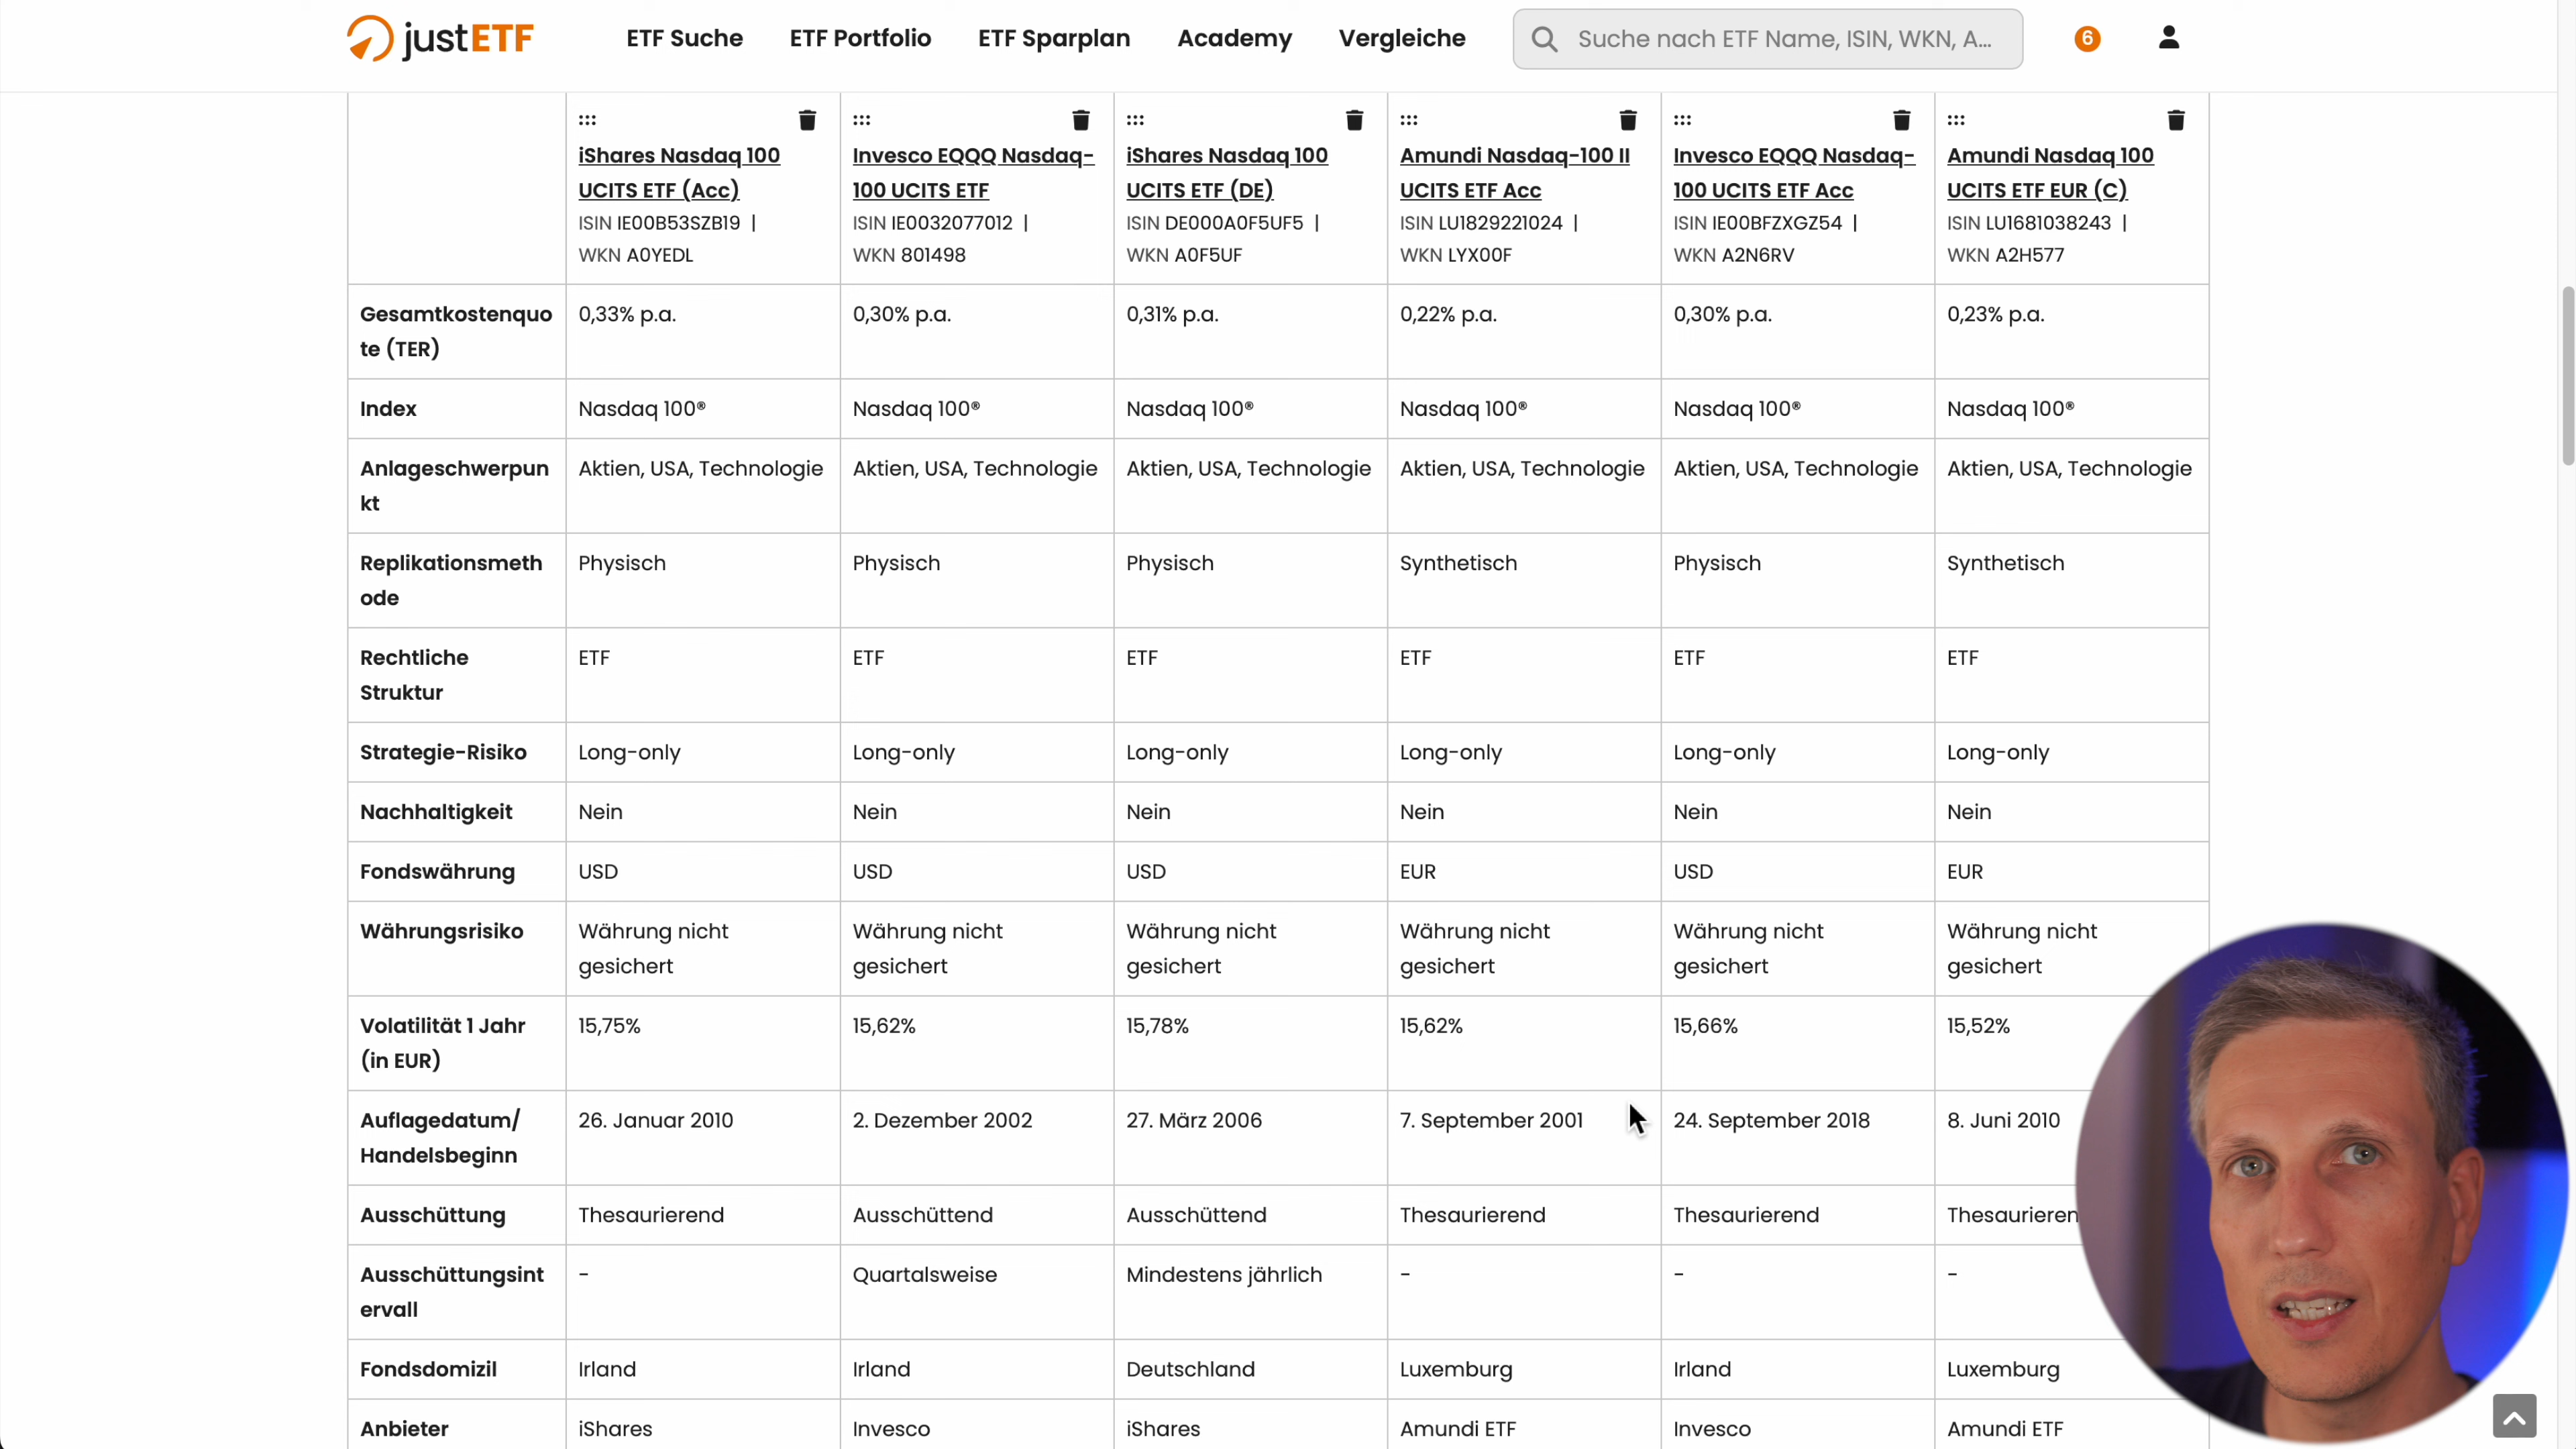 justETF
ETF Suche
ETF Portfolio
ETF Sparplan
Academy
Vergleiche
Suche nach ETF Name, ISIN, WKN, A...
6
iShares Nasdaq 100
UCITS ETF (Acc)
ISIN IE00B53SZB19 |
WKN A0YEDL
Invesco EQQQ Nasdaq-
100 UCITS ETF
ISIN IE0032077012 |
WKN 801498
iShares Nasdaq 100
UCITS ETF (DE)
ISIN DE000A0F5UF5 |
WKN A0F5UF
Amundi Nasdaq-100 II
UCITS ETF Acc
ISIN LU1829221024 |
WKN LYX00F
Invesco EQQQ Nasdaq-
100 UCITS ETF Acc
ISIN IE00BFZXGZ54 |
WKN A2N6RV
Amundi Nasdaq 100
UCITS ETF EUR (C)
ISIN LU1681038243 |
WKN A2H577
Gesamtkostenquo
te (TER)
0,33% p.a.
0,30% p.a.
0,31% p.a.
0,22% p.a.
0,30% p.a.
0,23% p.a.
Index
Nasdaq 100®
Nasdaq 100®
Nasdaq 100®
Nasdaq 100®
Nasdaq 100®
Nasdaq 100®
Anlageschwerpun
kt
Aktien, USA, Technologie
Aktien, USA, Technologie
Aktien, USA, Technologie
Aktien, USA, Technologie
Aktien, USA, Technologie
Aktien, USA, Technologie
Replikationsmeth
ode
Physisch
Physisch
Physisch
Synthetisch
Physisch
Synthetisch
Rechtliche
Struktur
ETF
ETF
ETF
ETF
ETF
ETF
Strategie-Risiko
Long-only
Long-only
Long-only
Long-only
Long-only
Long-only
Nachhaltigkeit
Nein
Nein
Nein
Nein
Nein
Nein
Fondswährung
USD
USD
USD
EUR
USD
EUR
Währungsrisiko
Währung nicht
gesichert
Währung nicht
gesichert
Währung nicht
gesichert
Währung nicht
gesichert
Währung nicht
gesichert
Währung nicht
gesichert
Volatilität 1 Jahr
(in EUR)
15,75%
15,62%
15,78%
15,62%
15,66%
15,52%
Auflagedatum/
Handelsbeginn
26. Januar 2010
2. Dezember 2002
27. März 2006
7. September 2001
24. September 2018
8. Juni 2010
Ausschüttung
Thesaurierend
Ausschüttend
Ausschüttend
Thesaurierend
Thesaurierend
Thesaurieren
Ausschüttungsint
ervall
-
Quartalsweise
Mindestens jährlich
-
-
-
Fondsdomizil
Irland
Irland
Deutschland
Luxemburg
Irland
Luxemburg
Anbieter
iShares
Invesco
iShares
Amundi ETF
Invesco
Amundi ETF